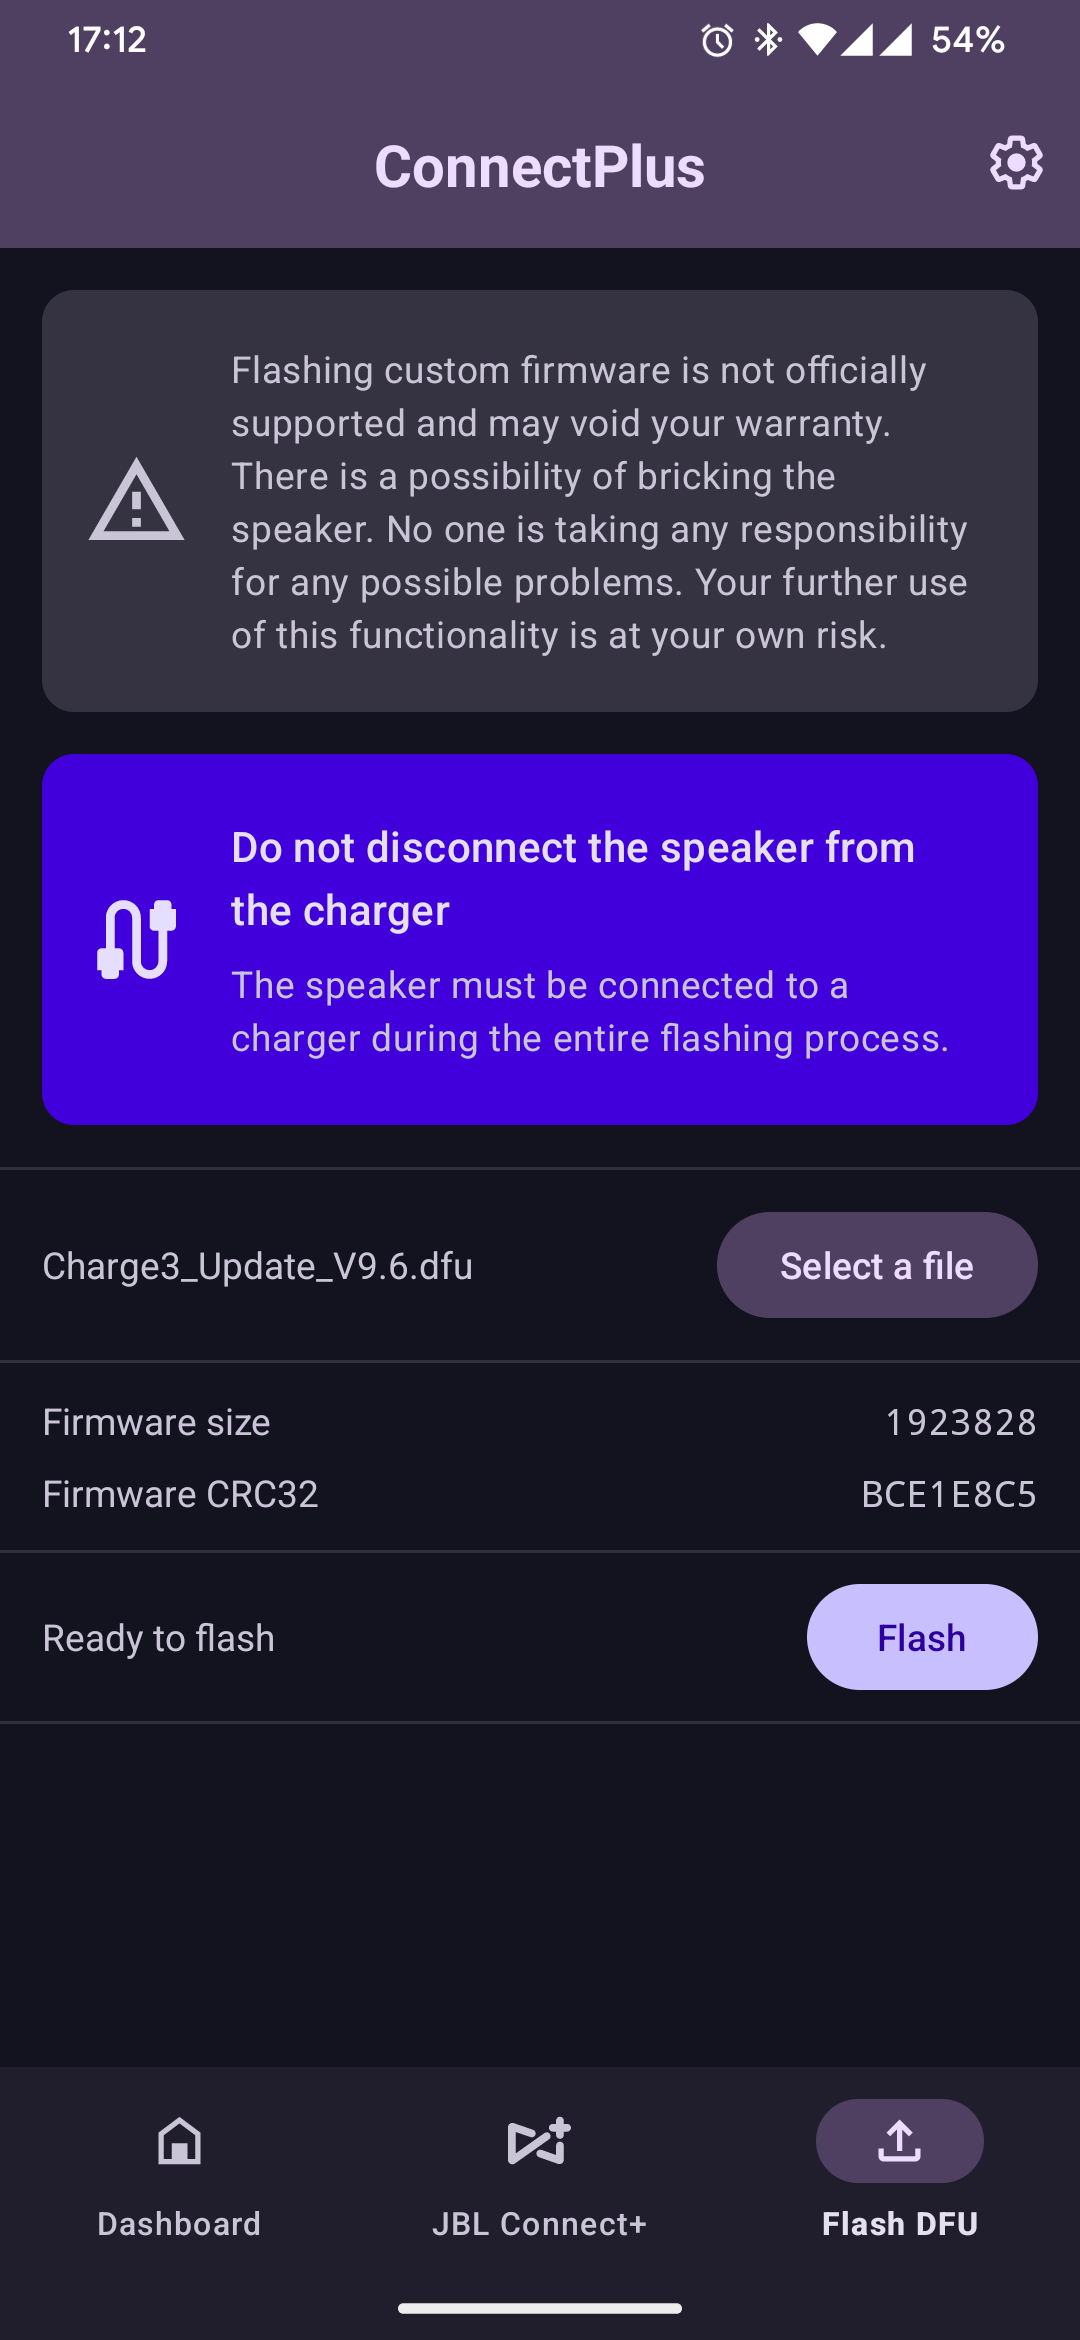 17:12
54%
ConnectPlus
Flashing custom firmware is not officially
supported and may void your warranty.
There is a possibility of bricking the
speaker. No one is taking any responsibility
for any possible problems. Your further use
of this functionality is at your own risk.
Do not disconnect the speaker from
the charger
The speaker must be connected to a
charger during the entire flashing process.
Charge3_Update_V9.6.dfu
Select a file
Firmware size
1923828
Firmware CRC32
BCE1E8C5
Ready to flash
Flash
Dashboard
JBL Connect+
Flash DFU